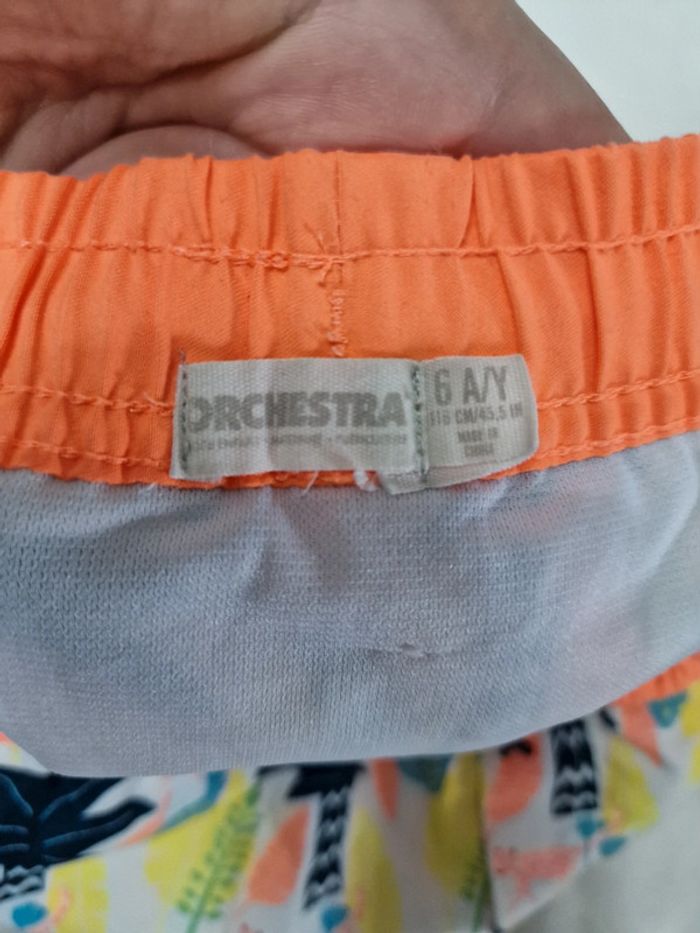 ORCHESTRA
6 A/Y
116 CM/45,5 IN
MADE IN
CHINA